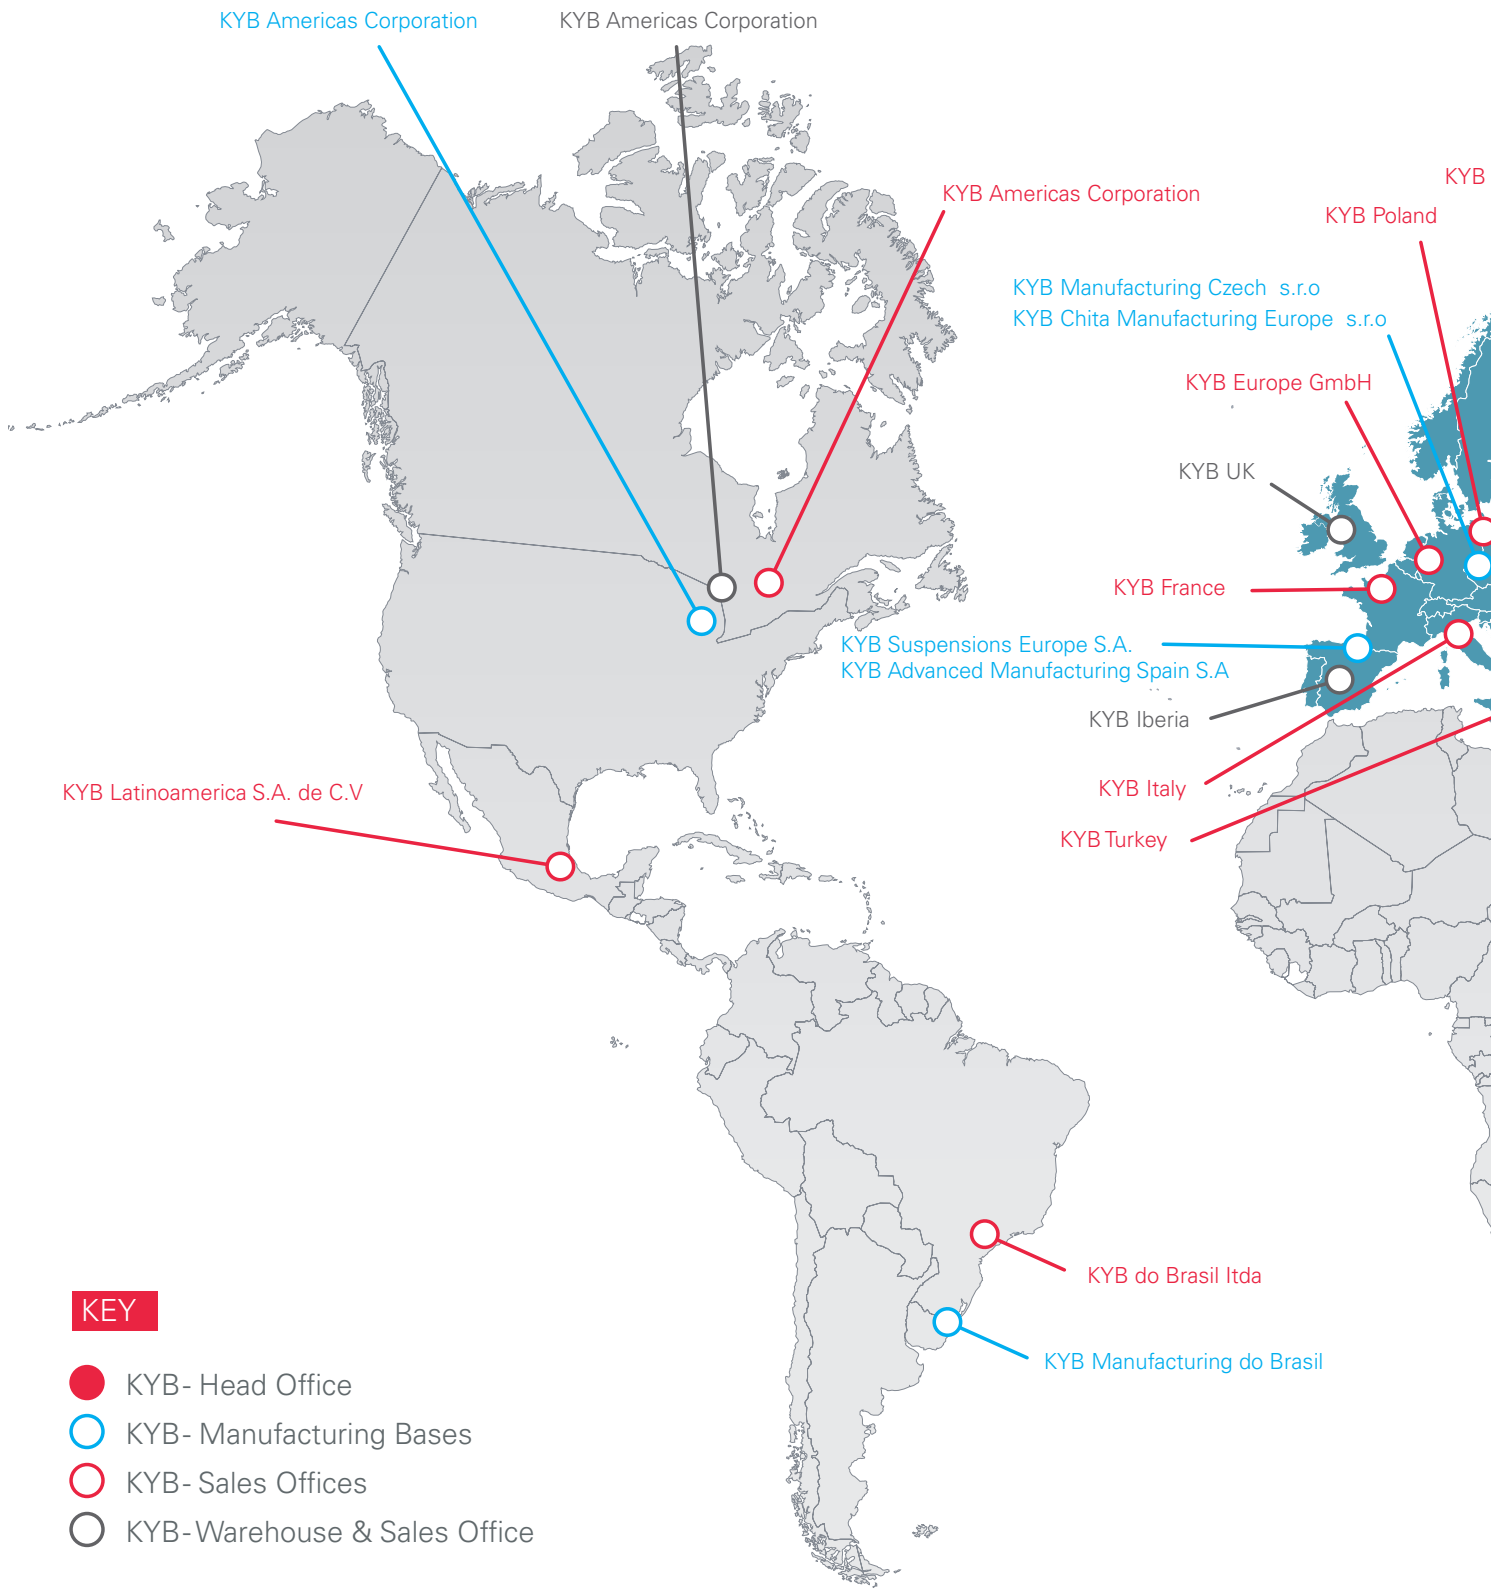 KYB Americas Corporation
KYB Americas Corporation
KYB
KYB Americas Corporation
KYB Poland
KYB Manufacturing Czech s.r.o
KYB Chita Manufacturing Europe s.r.o
KYB Europe GmbH
KYB UK
KYB France
KYB Suspensions Europe S.A.
KYB Advanced Manufacturing Spain S.A
KYB Iberia
KYB Italy
KYB Latinoamerica S.A. de C.V
KYB Turkey
KYB do Brasil ltda
KYB Manufacturing do Brasil
KEY
KYB- Head Office
KYB- Manufacturing Bases
KYB- Sales Offices
KYB-Warehouse & Sales Office